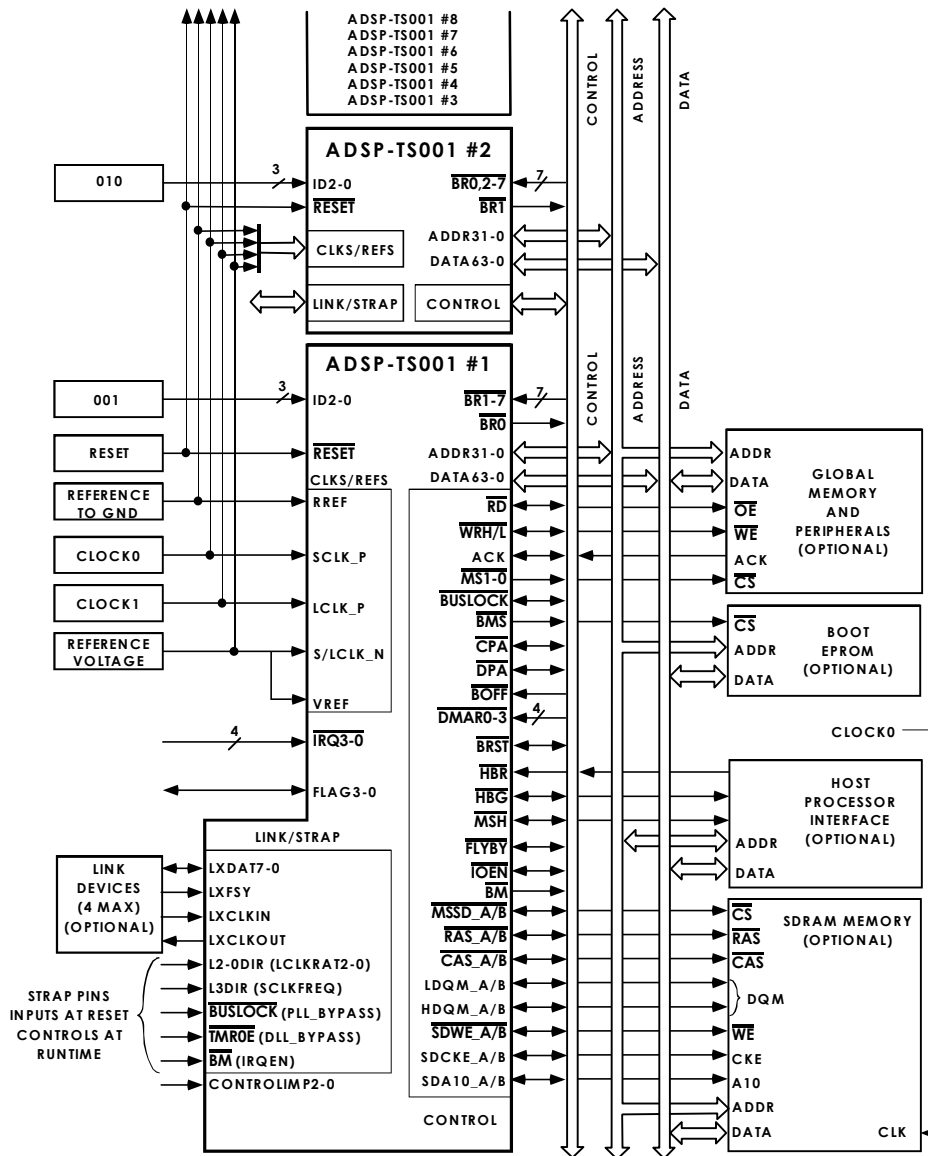 ADSP-TS001 #8
ADSP-TS001 #7
ADSP-TS001 #6
ADSP-TS001 #5
ADSP-TS001 #4
ADSP-TS001 #3
CONTROL
ADDRESS
DATA
ADSP-TS001 #2
010
3
ID2-0
BR0,2-7
7
RESET
BR1
ADDR31-0
CLKS/REFS
DATA63-0
LINK/STRAP
CONTROL
ADSP-TS001 #1
CONTROL
ADDRESS
DATA
001
3
ID2-0
BR1-7
7
BR0
RESET
RESET
ADDR31-0
CLKS/REFS
DATA63-0
REFERENCE
TO GND
RREF
RD
WRH/L
CLOCK0
SCLK_P
ACK
MS1-0
CLOCK1
LCLK_P
BUSLOCK
BMS
REFERENCE
VOLTAGE
S/LCLK_N
CPA
DPA
VREF
BOFF
DMAR0-3
4
4
IRQ3-0
BRST
HBR
FLAG3-0
HBG
MSH
LINK/STRAP
FLYBY
IOEN
BM
MSSD_A/B
RAS_A/B
CAS_A/B
LDQM_A/B
HDQM_A/B
SDWE_A/B
SDCKE_A/B
SDA10_A/B
CONTROL
LINK
DEVICES
(4 MAX)
(OPTIONAL)
LXDAT7-0
LXFSY
LXCLKIN
LXCLKOUT
L2-0DIR (LCLKRAT2-0)
L3DIR (SCLKFREQ)
BUSLOCK (PLL_BYPASS)
TMR0E (DLL_BYPASS)
BM (IRQEN)
CONTROLIMP2-0
STRAP PINS
INPUTS AT RESET
CONTROLS AT
RUNTIME
ADDR
DATA
OE
WE
ACK
CS
GLOBAL
MEMORY
AND
PERIPHERALS
(OPTIONAL)
CS
ADDR
DATA
BOOT
EPROM
(OPTIONAL)
CLOCK0
HOST
PROCESSOR
INTERFACE
(OPTIONAL)
ADDR
DATA
SDRAM MEMORY
(OPTIONAL)
CS
RAS
CAS
DQM
WE
CKE
A10
ADDR
DATA
CLK